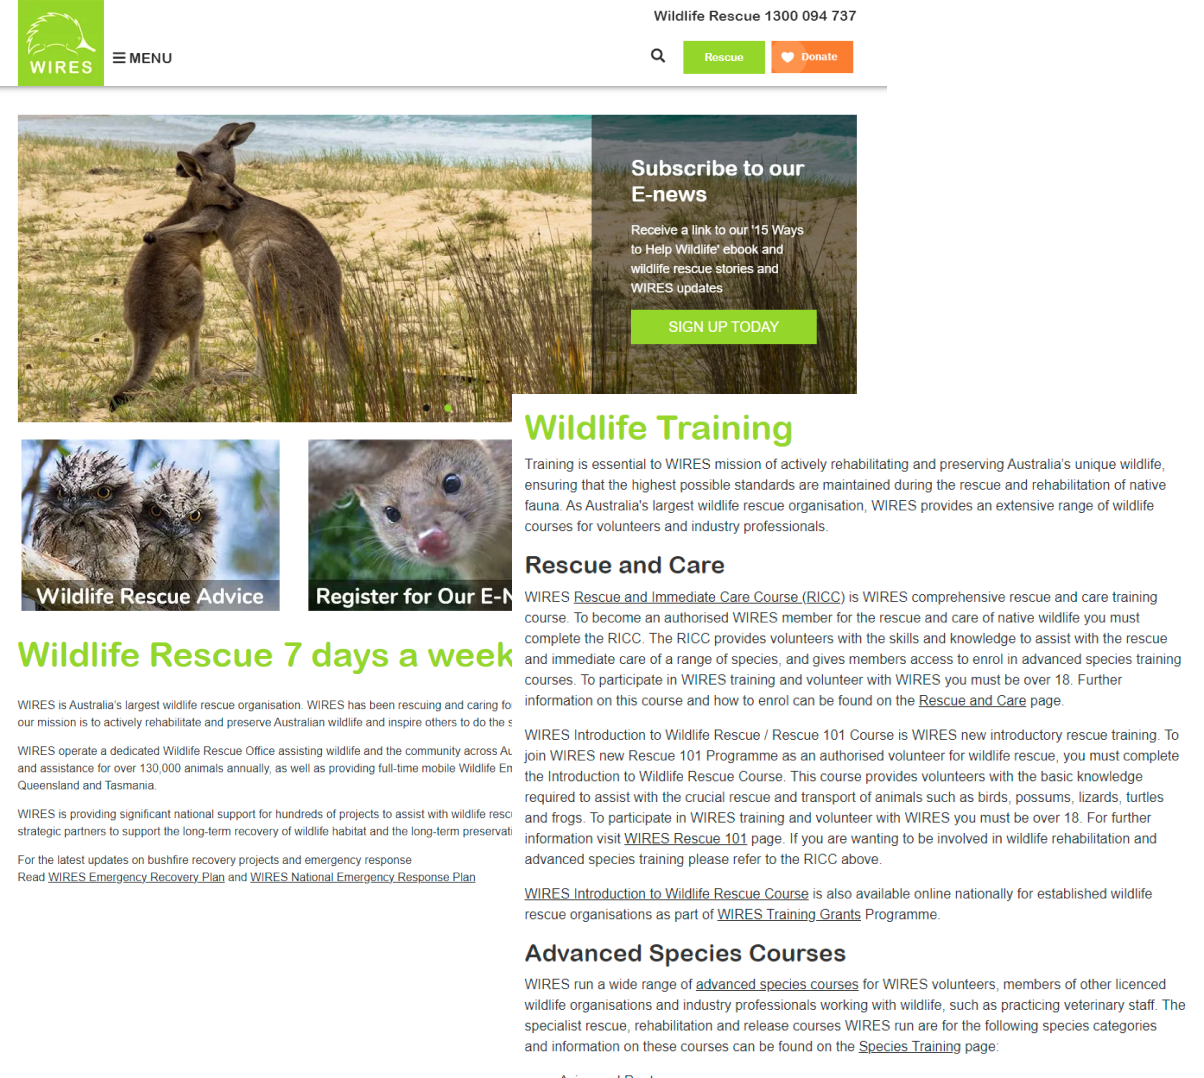 Wildlife Rescue 1300 094 737
WIRES
MENU
Rescue
Donate
Subscribe to our
E-news
Receive a link to our '15 Ways
to Help Wildlife' ebook and
wildlife rescue stories and
WIRES updates
SIGN UP TODAY
Wildlife Rescue Advice
Register for Our E-N
Wildlife Rescue 7 days a week
WIRES is Australia's largest wildlife rescue organisation. WIRES has been rescuing and caring fo
our mission is to actively rehabilitate and preserve Australian wildlife and inspire others to do the s
WIRES operate a dedicated Wildlife Rescue Office assisting wildlife and the community across Au
and assistance for over 130,000 animals annually, as well as providing full-time mobile Wildlife Em
Queensland and Tasmania.
WIRES is providing significant national support for hundreds of projects to assist with wildlife resc
strategic partners to support the long-term recovery of wildlife habitat and the long-term preservati
For the latest updates on bushfire recovery projects and emergency response
Read WIRES Emergency Recovery Plan and WIRES National Emergency Response Plan
Wildlife Training
Training is essential to WIRES mission of actively rehabilitating and preserving Australia's unique wildlife,
ensuring that the highest possible standards are maintained during the rescue and rehabilitation of native
fauna. As Australia's largest wildlife rescue organisation, WIRES provides an extensive range of wildlife
courses for volunteers and industry professionals.
Rescue and Care
WIRES Rescue and Immediate Care Course (RICC) is WIRES comprehensive rescue and care training
course. To become an authorised WIRES member for the rescue and care of native wildlife you must
complete the RICC. The RICC provides volunteers with the skills and knowledge to assist with the rescue
and immediate care of a range of species, and gives members access to enrol in advanced species training
courses. To participate in WIRES training and volunteer with WIRES you must be over 18. Further
information on this course and how to enrol can be found on the Rescue and Care page.
WIRES Introduction to Wildlife Rescue / Rescue 101 Course is WIRES new introductory rescue training. To
join WIRES new Rescue 101 Programme as an authorised volunteer for wildlife rescue, you must complete
the Introduction to Wildlife Rescue Course. This course provides volunteers with the basic knowledge
required to assist with the crucial rescue and transport of animals such as birds, possums, lizards, turtles
and frogs. To participate in WIRES training and volunteer with WIRES you must be over 18. For further
information visit WIRES Rescue 101 page. If you are wanting to be involved in wildlife rehabilitation and
advanced species training please refer to the RICC above.
WIRES Introduction to Wildlife Rescue Course is also available online nationally for established wildlife
rescue organisations as part of WIRES Training Grants Programme.
Advanced Species Courses
WIRES run a wide range of advanced species courses for WIRES volunteers, members of other licenced
wildlife organisations and industry professionals working with wildlife, such as practicing veterinary staff. The
specialist rescue, rehabilitation and release courses WIRES run are for the following species categories
and information on these courses can be found on the Species Training page: